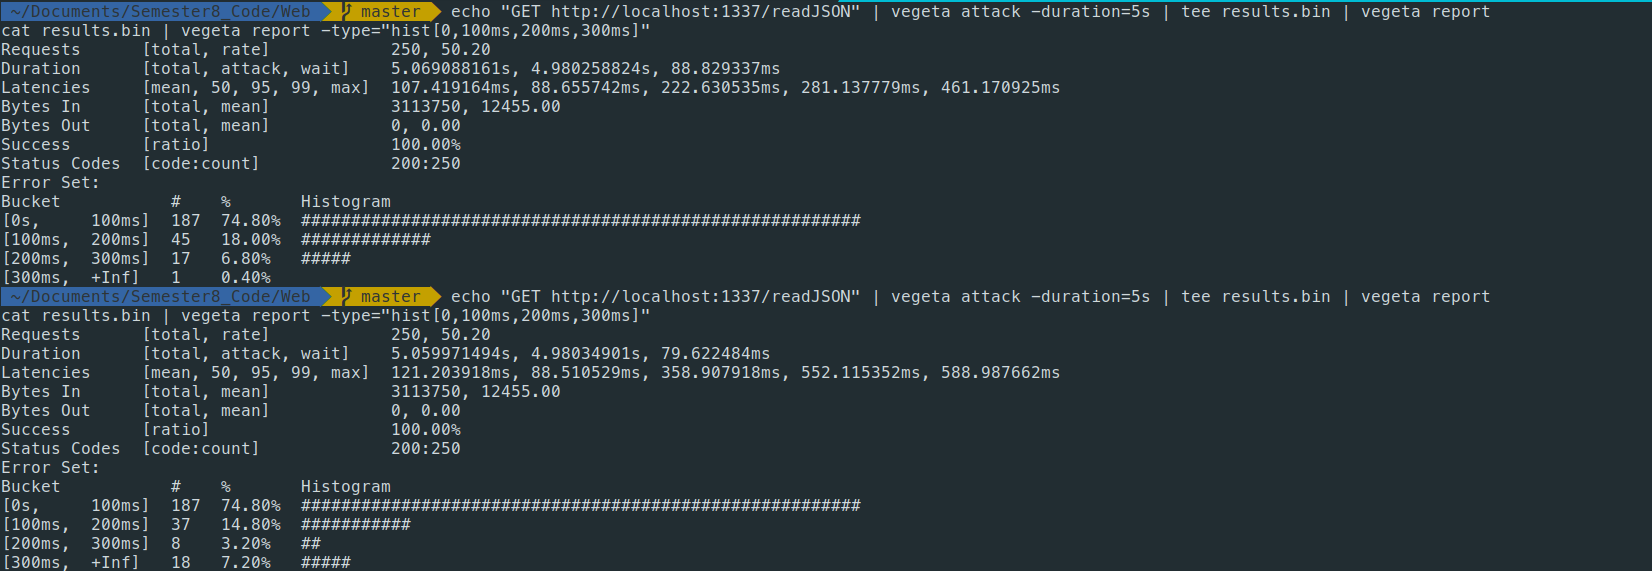 ~/Documents/Semester8_Code/Web master echo "GET http://localhost:1337/readJSON" | vegeta attack -duration=5s | tee results.bin | vegeta report
cat results.bin | vegeta report -type="hist[0,100ms,200ms,300ms]"
Requests      [total, rate]            250, 50.20
Duration      [total, attack, wait]    5.069088161s, 4.980258824s, 88.829337ms
Latencies     [mean, 50, 95, 99, max]  107.419164ms, 88.655742ms, 222.630535ms, 281.137779ms, 461.170925ms
Bytes In      [total, mean]            3113750, 12455.00
Bytes Out     [total, mean]            0, 0.00
Success       [ratio]                  100.00%
Status Codes  [code:count]             200:250
Error Set:
Bucket           #    %       Histogram
[0s,     100ms]  187  74.80%  ########################################################
[100ms,  200ms]  45   18.00%  #############
[200ms,  300ms]  17   6.80%   #####
[300ms,  +Inf]   1    0.40%
~/Documents/Semester8_Code/Web master echo "GET http://localhost:1337/readJSON" | vegeta attack -duration=5s | tee results.bin | vegeta report
cat results.bin | vegeta report -type="hist[0,100ms,200ms,300ms]"
Requests      [total, rate]            250, 50.20
Duration      [total, attack, wait]    5.059971494s, 4.98034901s, 79.622484ms
Latencies     [mean, 50, 95, 99, max]  121.203918ms, 88.510529ms, 358.907918ms, 552.115352ms, 588.987662ms
Bytes In      [total, mean]            3113750, 12455.00
Bytes Out     [total, mean]            0, 0.00
Success       [ratio]                  100.00%
Status Codes  [code:count]             200:250
Error Set:
Bucket           #    %       Histogram
[0s,     100ms]  187  74.80%  ########################################################
[100ms,  200ms]  37   14.80%  ###########
[200ms,  300ms]  8    3.20%   ##
[300ms,  +Inf]   18   7.20%   #####